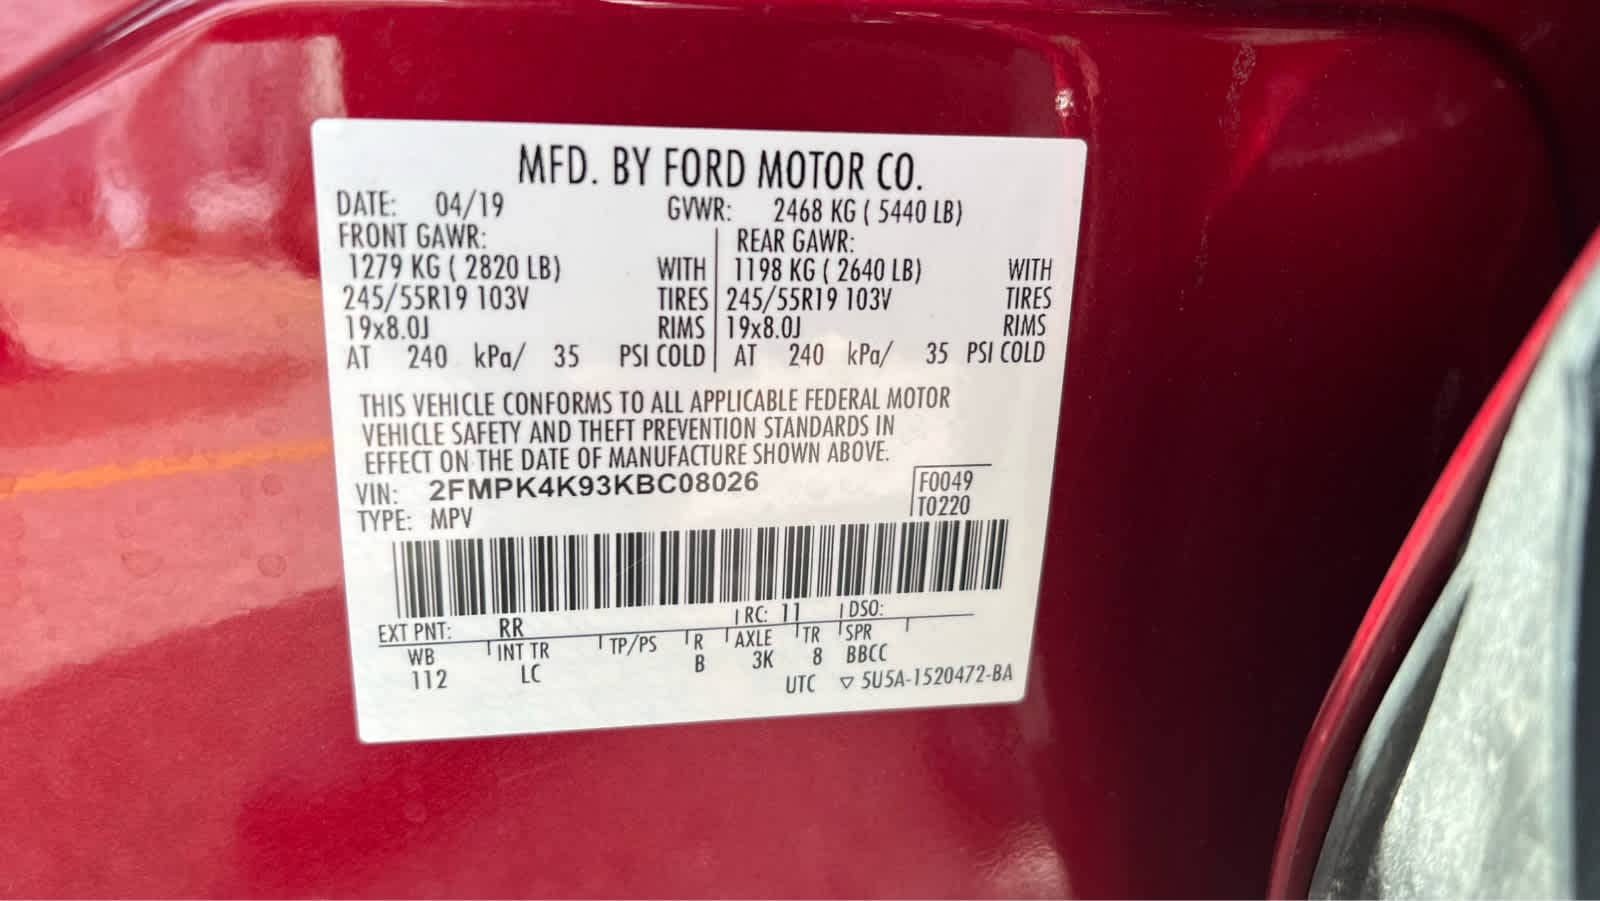 MFD. BY FORD MOTOR CO.
DATE: 04/19 GVWR: 2468 KG ( 5440 LB)
FRONT GAWR: REAR GAWR:
1279 KG ( 2820 LB) WITH 1198 KG ( 2640 LB) WITH
245/55R19 103V TIRES 245/55R19 103V TIRES
19x8.0J RIMS 19x8.0J RIMS
AT 240 kPa/ 35 PSI COLD AT 240 kPa/ 35 PSI COLD
THIS VEHICLE CONFORMS TO ALL APPLICABLE FEDERAL MOTOR
VEHICLE SAFETY AND THEFT PREVENTION STANDARDS IN
EFFECT ON THE DATE OF MANUFACTURE SHOWN ABOVE.
VIN: 2FMPK4K93KBC08026 F0049
TYPE: MPV T0220
EXT PNT: RR RC: 11 DSO:
WB INT TR TP/PS R AXLE TR SPR
112 LC B 3K 8 BBCC
UTC ▽ 5U5A-1520472-BA